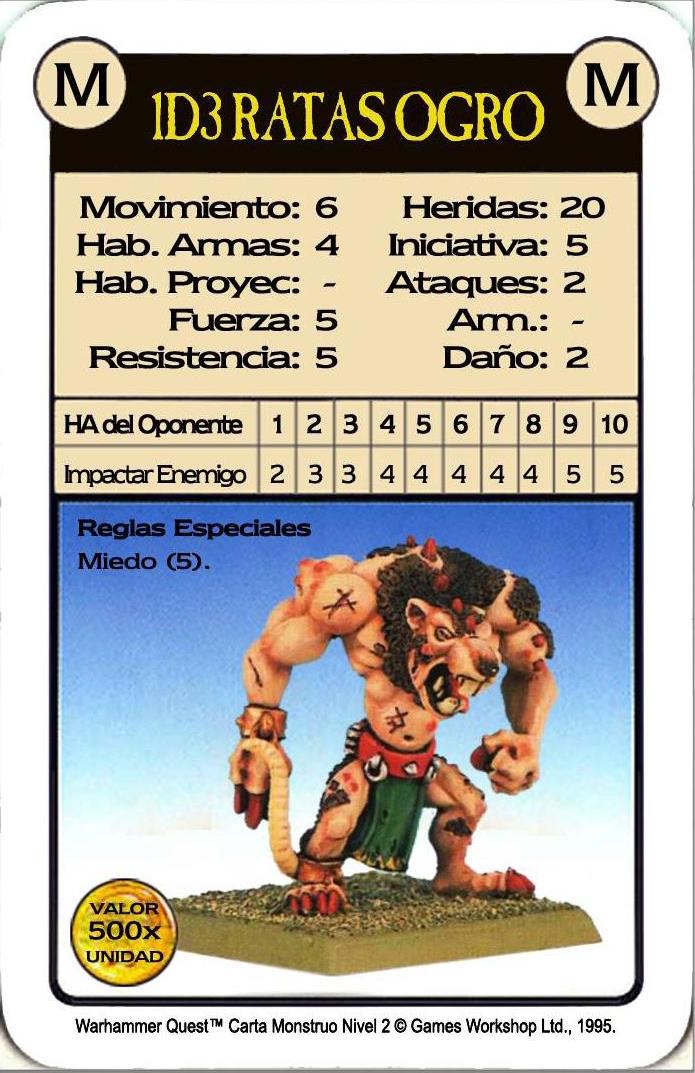 M M
1D3 RATAS OGRO
Movimiento: 6 Heridas: 20
Hab. Armas: 4 Iniciativa: 5
Hab. Proyec: - Ataques: 2
Fuerza: 5 Arm.: -
Resistencia: 5 Daño: 2
HA del Oponente 1 2 3 4 5 6 7 8 9 10
Impactar Enemigo 2 3 3 4 4 4 4 4 5 5
Reglas Especiales
Miedo (5).
VALOR
500x
UNIDAD
Warhammer Quest™ Carta Monstruo Nivel 2 © Games Workshop Ltd., 1995.